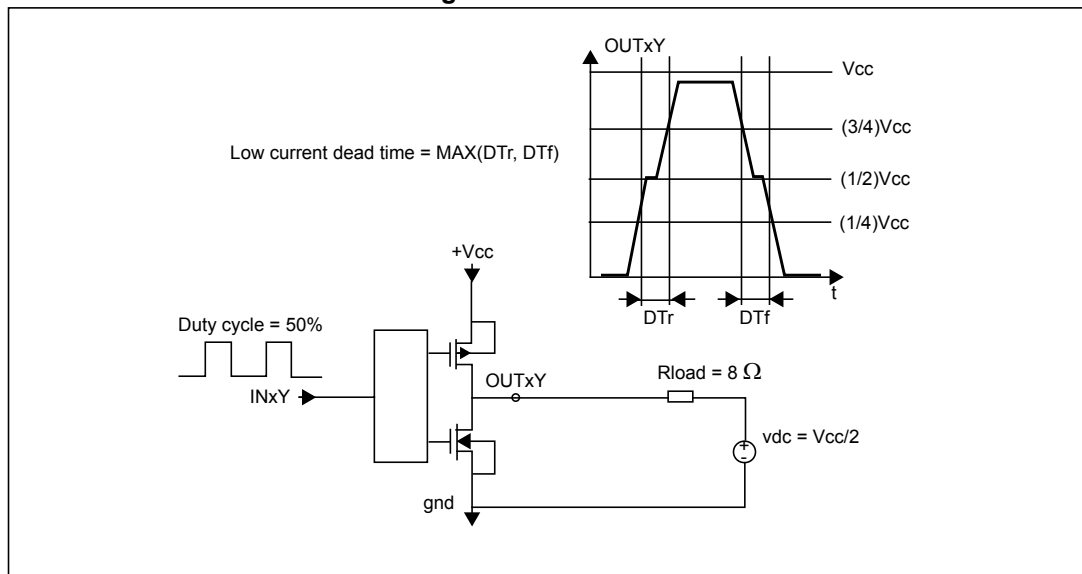 OUTxY
Vcc
(3/4)Vcc
Low current dead time = MAX(DTr, DTf)
(1/2)Vcc
(1/4)Vcc
+Vcc
t
DTr
DTf
Duty cycle = 50%
OUTxY
Rload = 8 Ω
INxY
vdc = Vcc/2
+
-
gnd